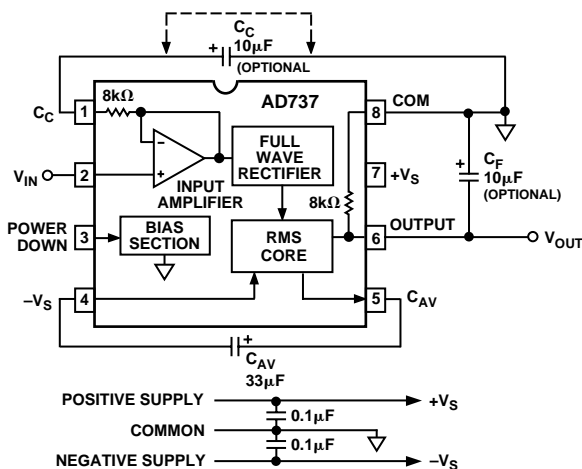 C_C
10µF
(OPTIONAL
+
8kΩ
AD737
C_C
1
8
COM
V_IN
2
−
+
INPUT
AMPLIFIER
FULL
WAVE
RECTIFIER
7
+V_S
+
C_F
10µF
(OPTIONAL)
8kΩ
POWER
DOWN
3
BIAS
SECTION
RMS
CORE
OUTPUT
6
V_OUT
−V_S
4
5
C_AV
+
C_AV
33µF
POSITIVE SUPPLY
+V_S
0.1µF
COMMON
0.1µF
NEGATIVE SUPPLY
−V_S